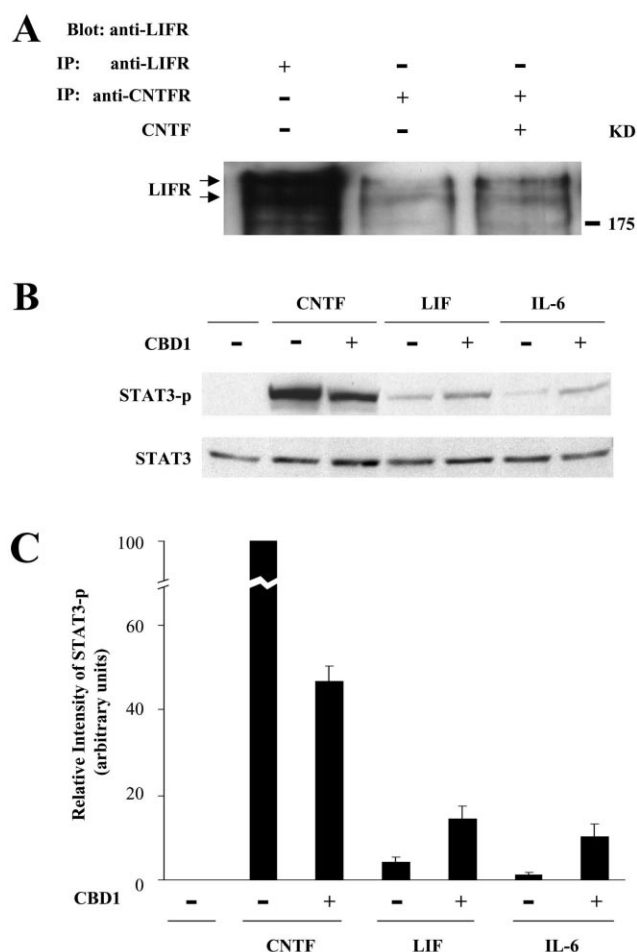 A
Blot: anti-LIFR
IP: anti-LIFR + - -
IP: anti-CNTFR - + +
CNTF - - + KD
LIFR
175
B
CNTF LIF IL-6
CBD1 - - + - + - +
STAT3-p
STAT3
C
Relative Intensity of STAT3-p
(arbitrary units)
100
60
40
20
0
CBD1 - - + - + - +
CNTF LIF IL-6